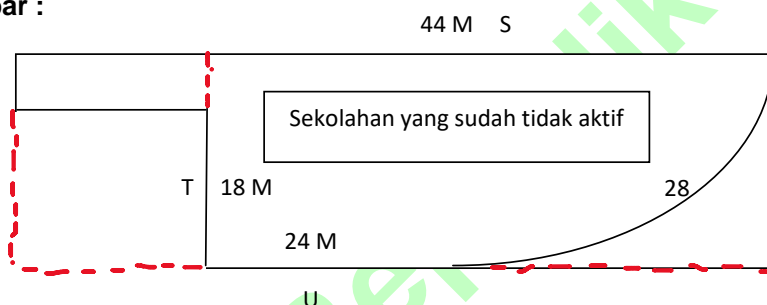 bar :
44 M S
Sekolahan yang sudah tidak aktif
T 18 M
28
24 M
U